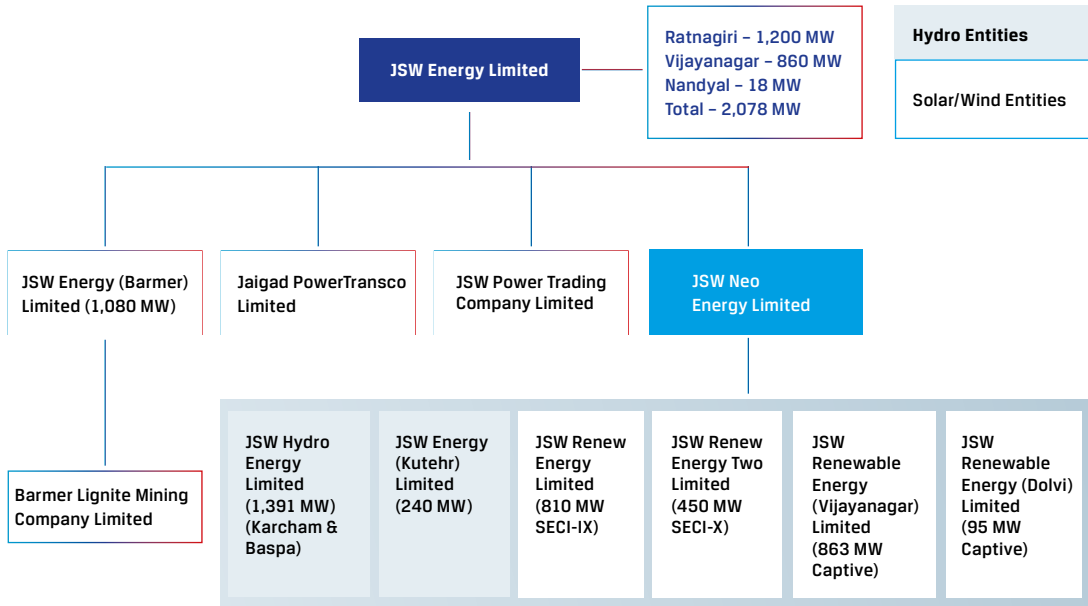 JSW Energy Limited
Ratnagiri – 1,200 MW
Vijayanagar – 860 MW
Nandyal – 18 MW
Total – 2,078 MW
Hydro Entities
Solar/Wind Entities
JSW Energy (Barmer)
Limited (1,080 MW)
Jaigad PowerTransco
Limited
JSW Power Trading
Company Limited
JSW Neo
Energy Limited
Barmer Lignite Mining
Company Limited
JSW Hydro
Energy
Limited
(1,391 MW)
(Karcham &
Baspa)
JSW Energy
(Kutehr)
Limited
(240 MW)
JSW Renew
Energy
Limited
(810 MW
SECI-IX)
JSW Renew
Energy Two
Limited
(450 MW
SECI-X)
JSW
Renewable
Energy
(Vijayanagar)
Limited
(863 MW
Captive)
JSW
Renewable
Energy (Dolvi)
Limited
(95 MW
Captive)